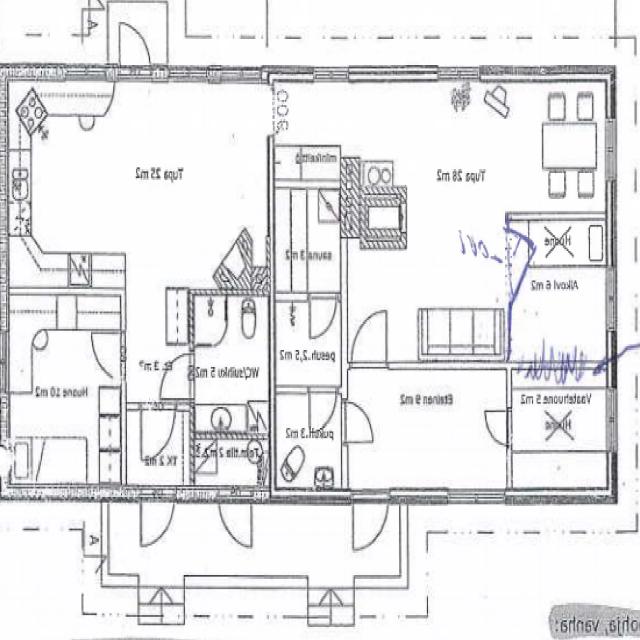 A
Tupa 25 m2
minikeittiö
Tupa 28 m2
sauna 3 m2
Huone
ovi
Alkovi 6 m2
pesuh. 2,5 m2
Et. 3 m²
WC/suihku 5 m2
Huone 10 m2
Eteinen 9 m2
Vaatehuone 5 m2
Huone
pukuh. 3 m2
TK 2 m2
Tekn.tila 2 m2
A
ohja, vanha: